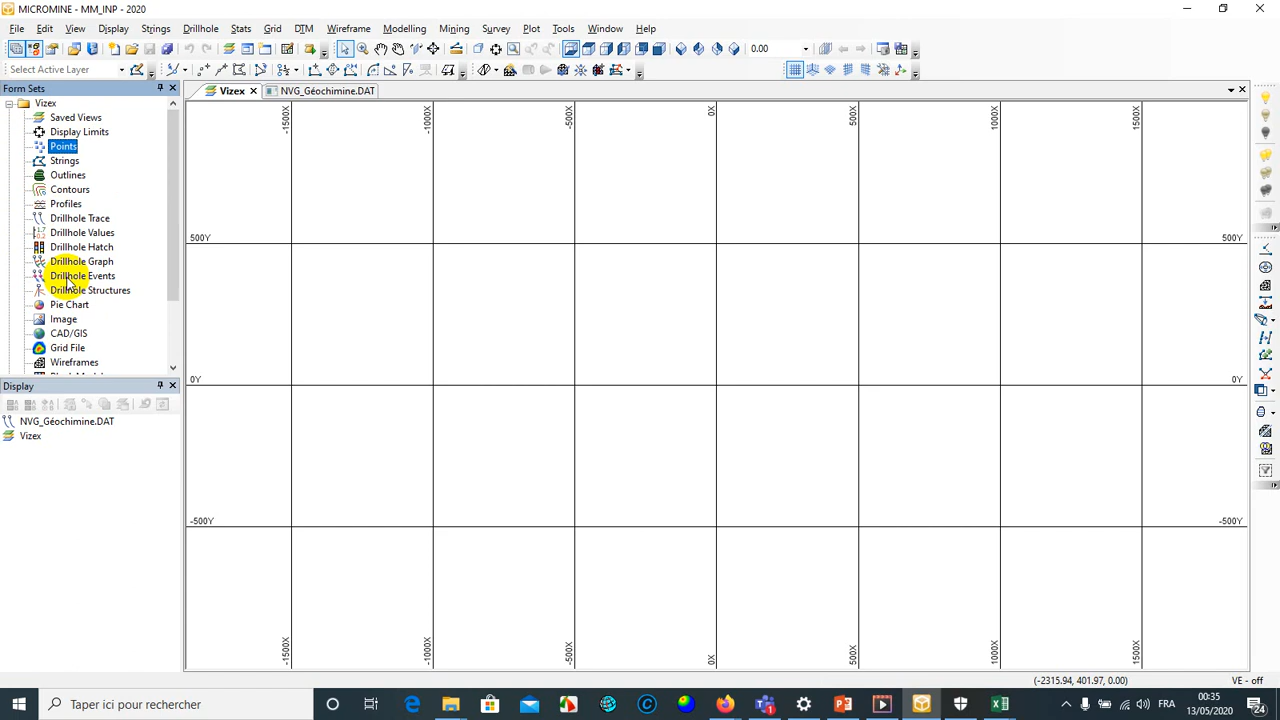 MICROMINE - MM_INP - 2020
File Edit View Display Strings Drillhole Stats Grid DTM Wireframe Modelling Mining Survey Plot Tools Window Help
0.00
Select Active Layer
Form Sets
Vizex
NVG_Géochimine.DAT
Vizex
Saved Views
Display Limits
Points
Strings
Outlines
Contours
Profiles
Drillhole Trace
Drillhole Values
Drillhole Hatch
Drillhole Graph
Drillhole Events
Drillhole Structures
Pie Chart
Image
CAD/GIS
Grid File
Wireframes
Display
NVG_Géochimine.DAT
Vizex
-1500X -1000X -500X 0X 500X 1000X 1500X
500Y 500Y
0Y 0Y
-500Y -500Y
-1500X -1000X -500X 0X 500X 1000X 1500X
(-2315.94, 401.97, 0.00) VE - off
Taper ici pour rechercher
FRA
00:35
13/05/2020
24